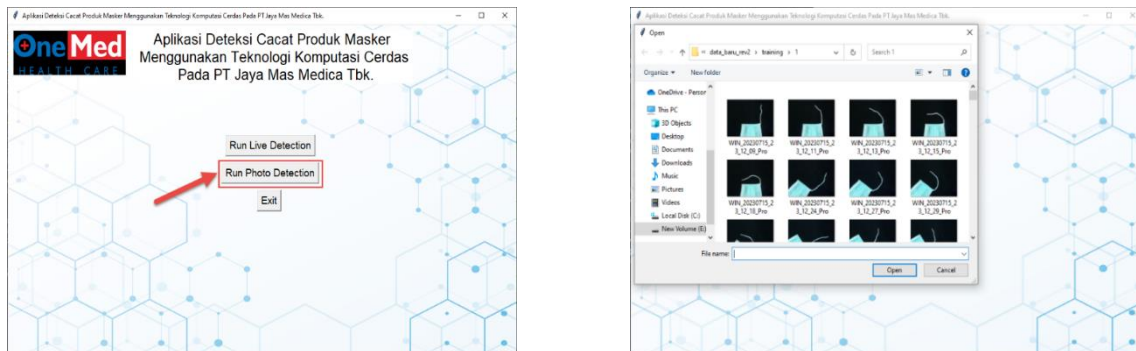 Aplikasi Deteksi Cacat Produk Masker Menggunakan Teknologi Komputasi Cerdas Pada PT Jaya Mas Medica Tbk.
OneMed
HEALTH CARE
Aplikasi Deteksi Cacat Produk Masker
Menggunakan Teknologi Komputasi Cerdas
Pada PT Jaya Mas Medica Tbk.
Run Live Detection
Run Photo Detection
Exit
Aplikasi Deteksi Cacat Produk Masker Menggunakan Teknologi Komputasi Cerdas Pada PT Jaya Mas Medica Tbk.
Open
« data_baru_rev2 › training › 1
Search 1
Organize
New folder
OneDrive - Person
This PC
3D Objects
Desktop
Documents
Downloads
Music
Pictures
Videos
Local Disk (C:)
New Volume (E:)
WIN_20230715_2
3_12_09_Pro
WIN_20230715_2
3_12_11_Pro
WIN_20230715_2
3_12_13_Pro
WIN_20230715_2
3_12_15_Pro
WIN_20230715_2
3_12_18_Pro
WIN_20230715_2
3_12_24_Pro
WIN_20230715_2
3_12_27_Pro
WIN_20230715_2
3_12_29_Pro
File name:
Open
Cancel